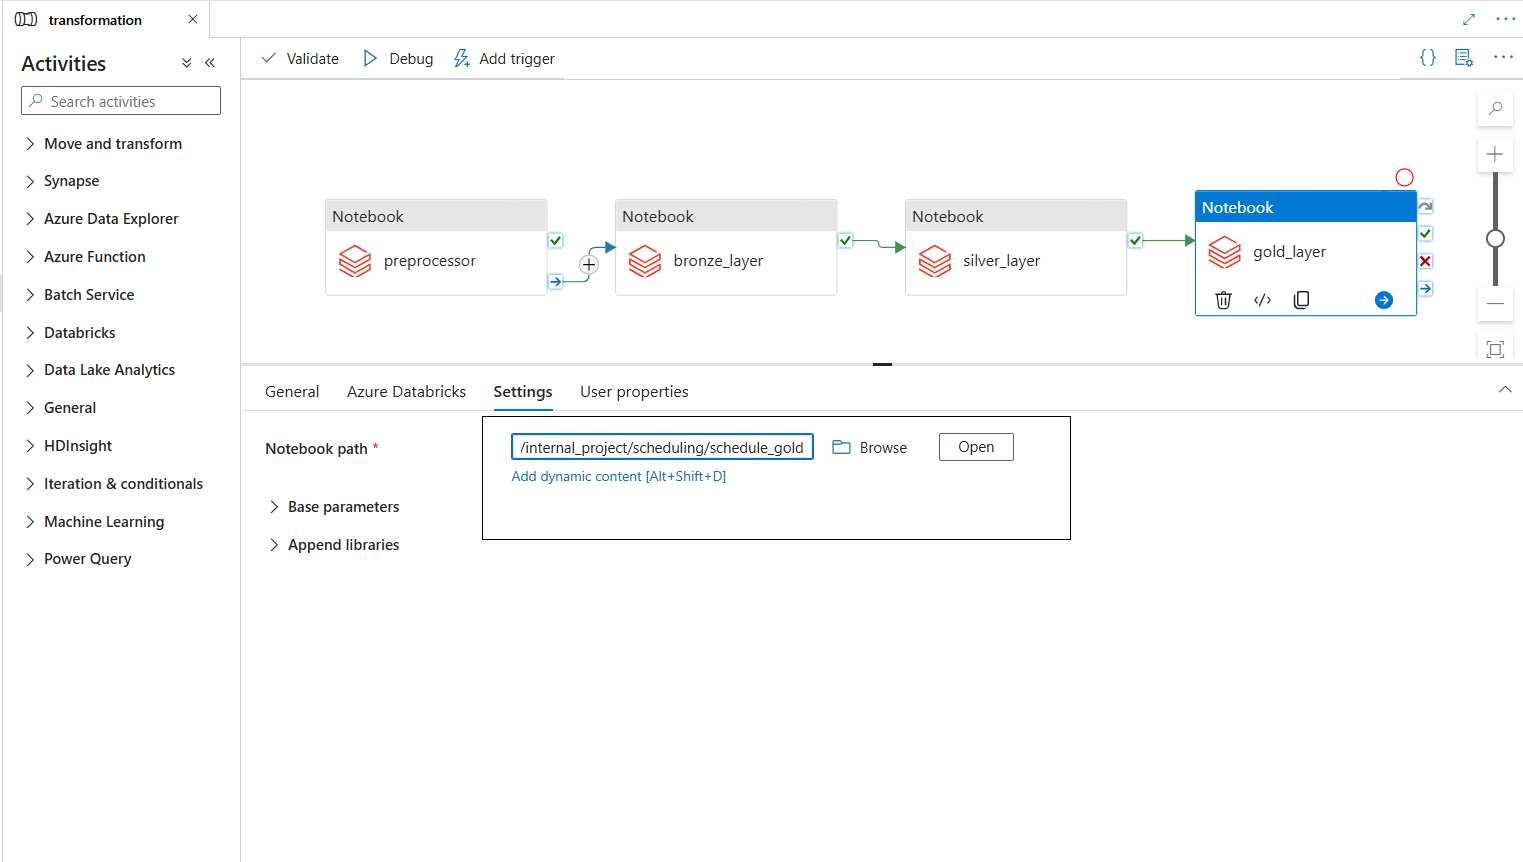 transformation
Activities
Search activities
Move and transform
Synapse
Azure Data Explorer
Azure Function
Batch Service
Databricks
Data Lake Analytics
General
HDInsight
Iteration & conditionals
Machine Learning
Power Query
Validate
Debug
Add trigger
Notebook
preprocessor
Notebook
bronze_layer
Notebook
silver_layer
Notebook
gold_layer
General
Azure Databricks
Settings
User properties
Notebook path *
/internal_project/scheduling/schedule_gold
Browse
Open
Add dynamic content [Alt+Shift+D]
Base parameters
Append libraries